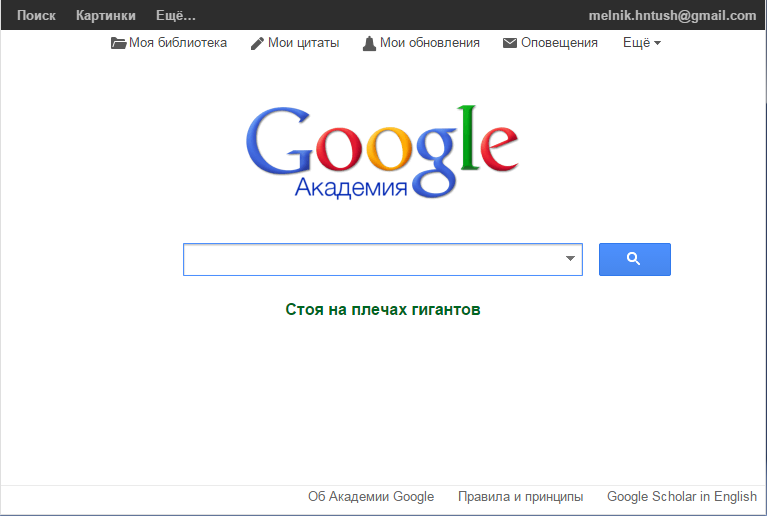 Поиск Картинки Ещё... melnik.hntush@gmail.com
Моя библиотека Мои цитаты Мои обновления Оповещения Ещё
Google
Академия
Стоя на плечах гигантов
Об Академии Google Правила и принципы Google Scholar in English